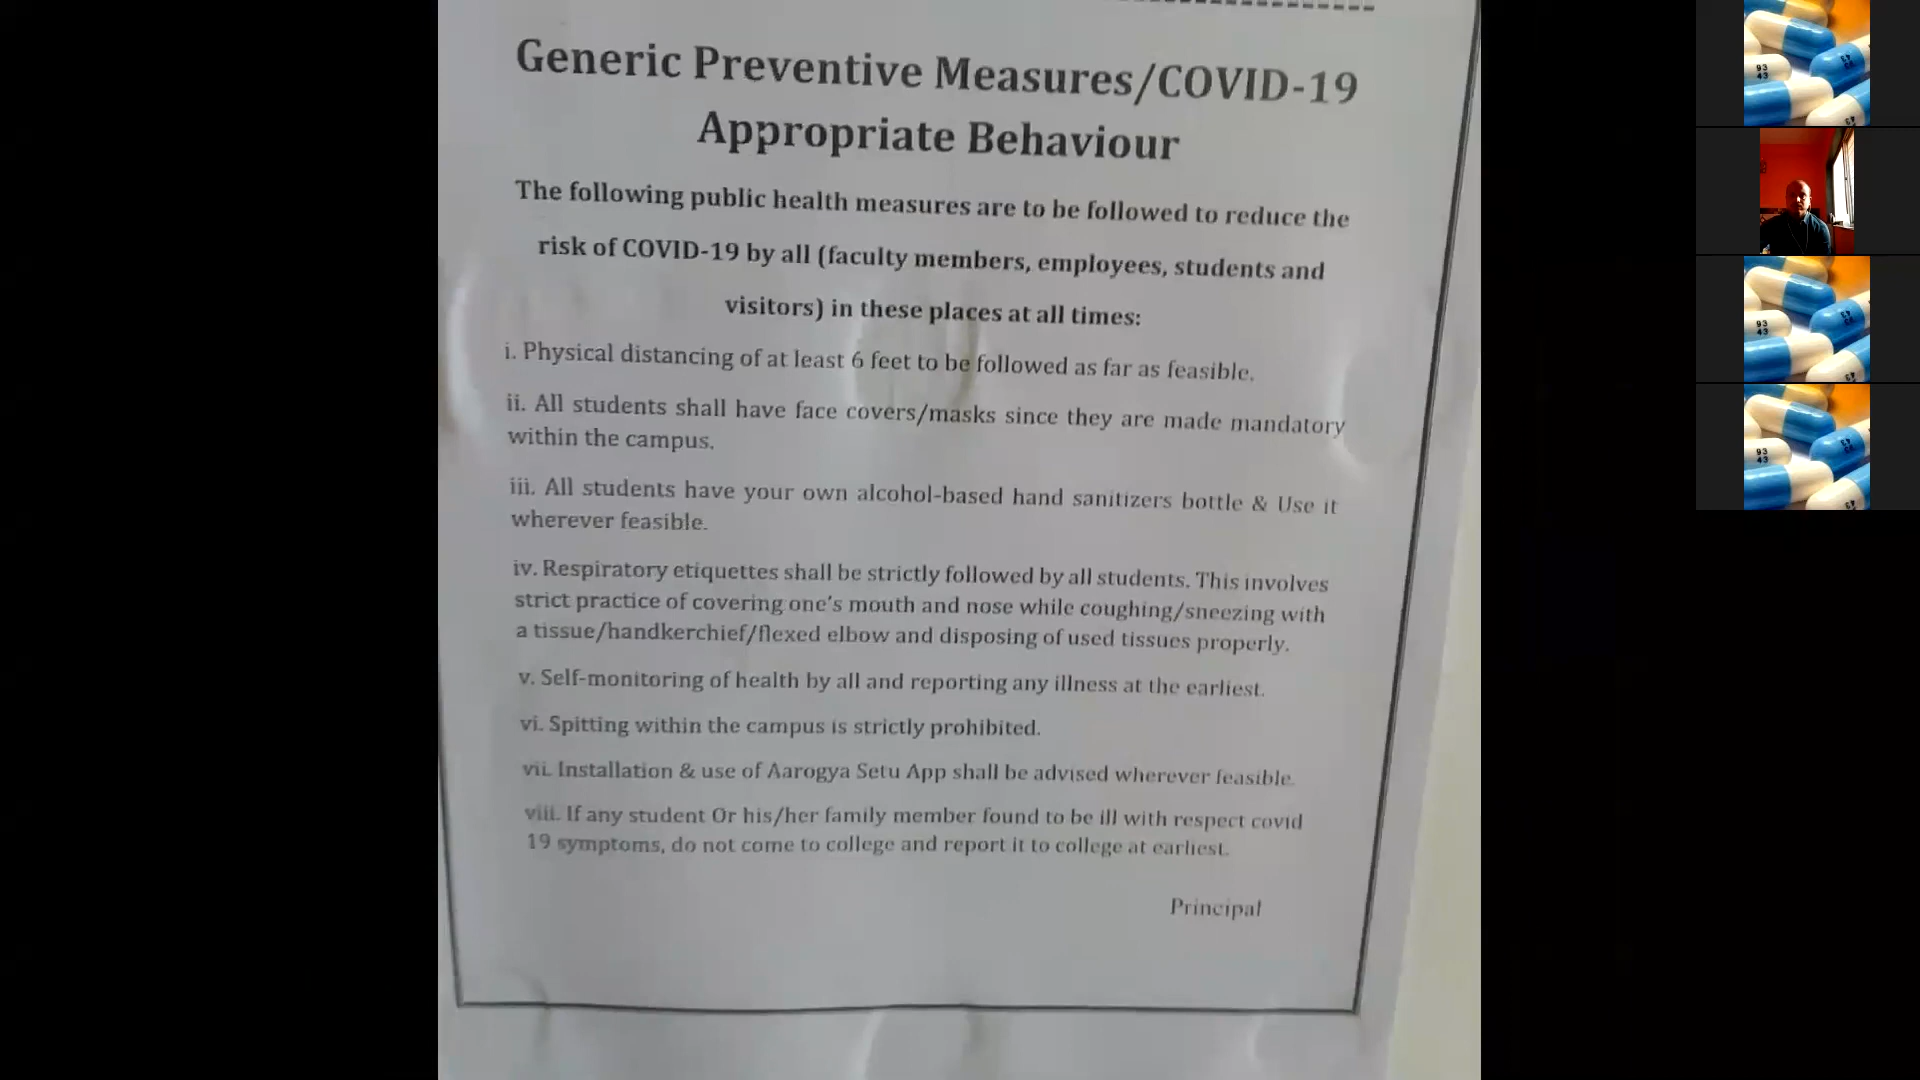 Generic Preventive Measures/COVID-19
Appropriate Behaviour
The following public health measures are to be followed to reduce the
risk of COVID-19 by all (faculty members, employees, students and
visitors) in these places at all times:
i. Physical distancing of at least 6 feet to be followed as far as feasible.
ii. All students shall have face covers/masks since they are made mandatory
within the campus.
iii. All students have your own alcohol-based hand sanitizers bottle & Use it
wherever feasible.
iv. Respiratory etiquettes shall be strictly followed by all students. This involves
strict practice of covering one's mouth and nose while coughing/sneezing with
a tissue/handkerchief/flexed elbow and disposing of used tissues properly.
v. Self-monitoring of health by all and reporting any illness at the earliest.
vi. Spitting within the campus is strictly prohibited.
vii. Installation & use of Aarogya Setu App shall be advised wherever feasible.
viii. If any student Or his/her family member found to be ill with respect covid
19 symptoms, do not come to college and report it to college at earliest.
Principal
93
43
93
43
93
43